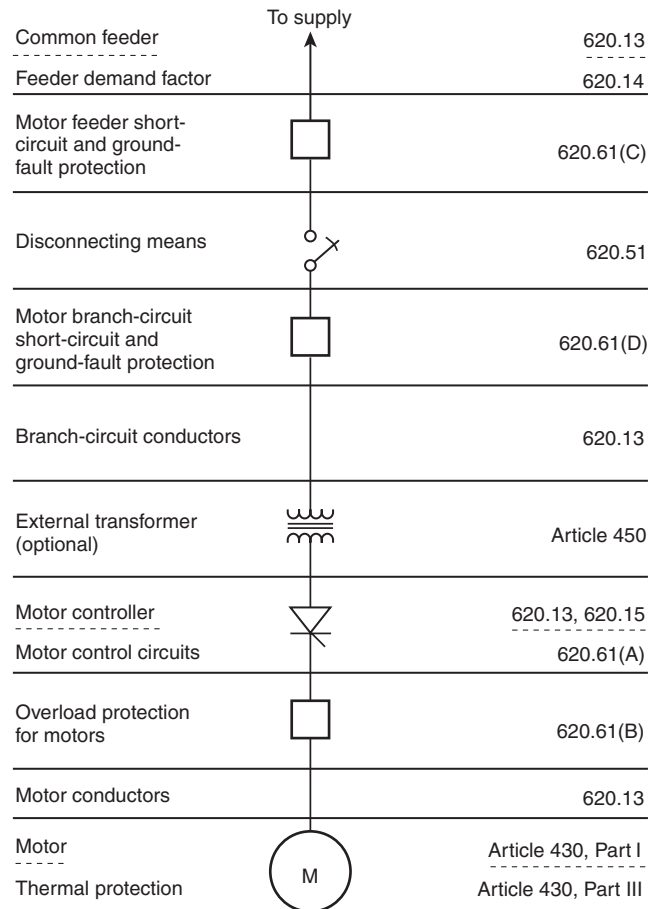 To supply
Common feeder 620.13
Feeder demand factor 620.14
Motor feeder short-
circuit and ground-
fault protection
620.61(C)
Disconnecting means
620.51
Motor branch-circuit
short-circuit and
ground-fault protection
620.61(D)
Branch-circuit conductors 620.13
External transformer
(optional)
Article 450
Motor controller 620.13, 620.15
Motor control circuits 620.61(A)
Overload protection
for motors
620.61(B)
Motor conductors 620.13
Motor Article 430, Part I
M
Thermal protection Article 430, Part III